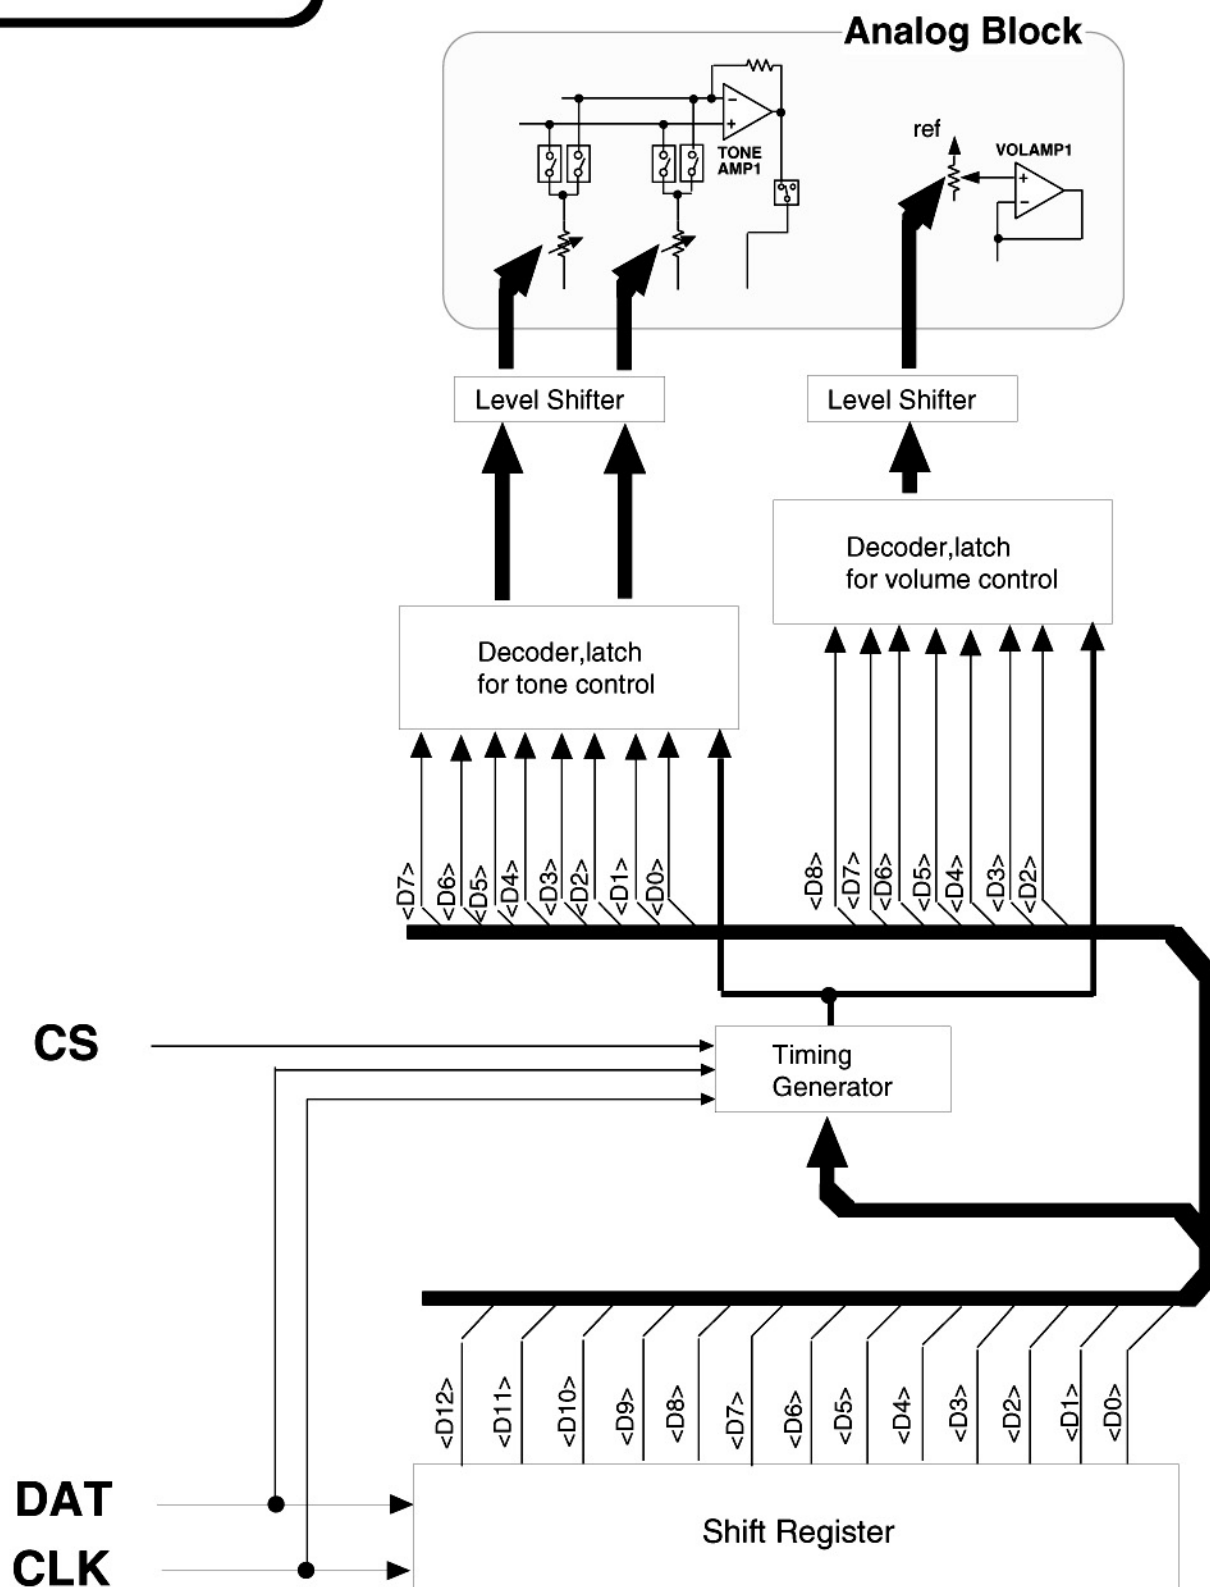 Analog Block
ref
VOLAMP1
TONE
AMP1
-
+
+
-
Level Shifter
Level Shifter
Decoder,latch
for volume control
Decoder,latch
for tone control
<D7>
<D6>
<D5>
<D4>
<D3>
<D2>
<D1>
<D0>
<D8>
<D7>
<D6>
<D5>
<D4>
<D3>
<D2>
CS
Timing
Generator
<D12>
<D11>
<D10>
<D9>
<D8>
<D7>
<D6>
<D5>
<D4>
<D3>
<D2>
<D1>
<D0>
DAT
Shift Register
CLK